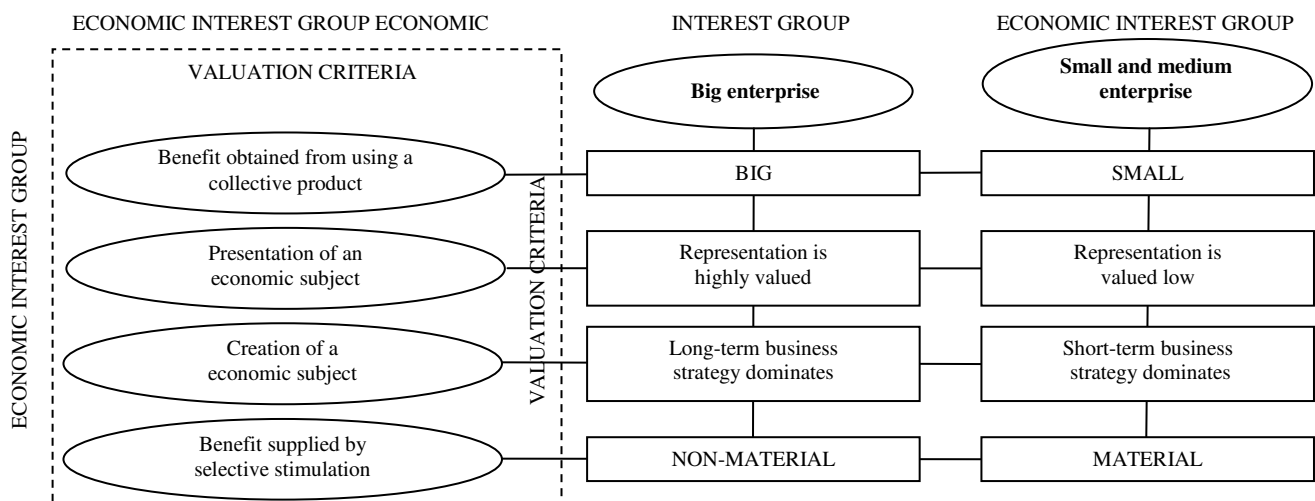 ECONOMIC INTEREST GROUP ECONOMIC
INTEREST GROUP
ECONOMIC INTEREST GROUP
VALUATION CRITERIA
Big enterprise
Small and medium
enterprise
ECONOMIC INTEREST GROUP
VALUATION CRITERIA
Benefit obtained from using a
collective product
BIG
SMALL
Presentation of an
economic subject
Representation is
highly valued
Representation is
valued low
Creation of a
economic subject
Long-term business
strategy dominates
Short-term business
strategy dominates
Benefit supplied by
selective stimulation
NON-MATERIAL
MATERIAL